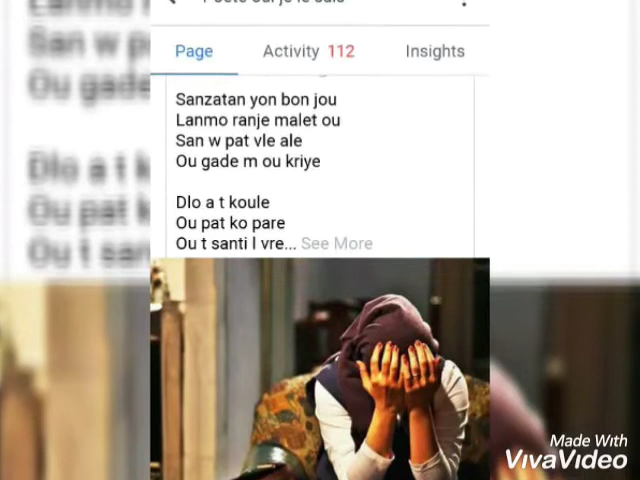 Page
Activity 112
Insights
Sanzatan yon bon jou
Lanmo ranje malet ou
San w pat vle ale
Ou gade m ou kriye
Dlo a t koule
Ou pat ko pare
Ou t santi l vre... See More
Made With
VivaVideo